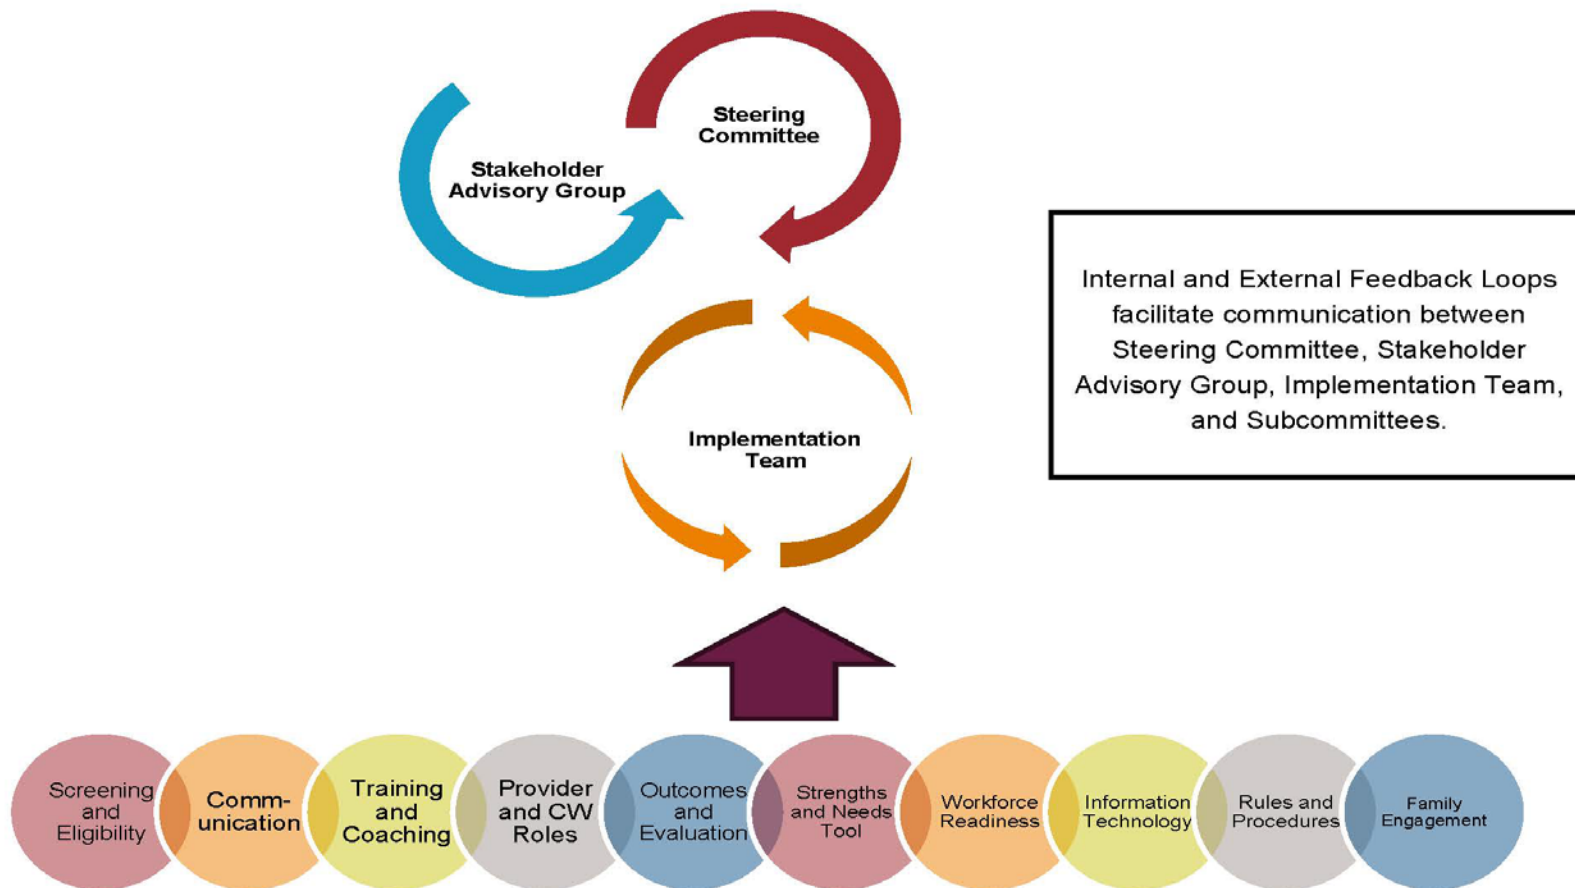 Steering
Committee
Stakeholder
Advisory Group
Internal and External Feedback Loops
facilitate communication between
Steering Committee, Stakeholder
Advisory Group, Implementation Team,
and Subcommittees.
Implementation
Team
Screening
and
Eligibility
Comm-
unication
Training
and
Coaching
Provider
and CW
Roles
Outcomes
and
Evaluation
Strengths
and Needs
Tool
Workforce
Readiness
Information
Technology
Rules and
Procedures
Family
Engagement